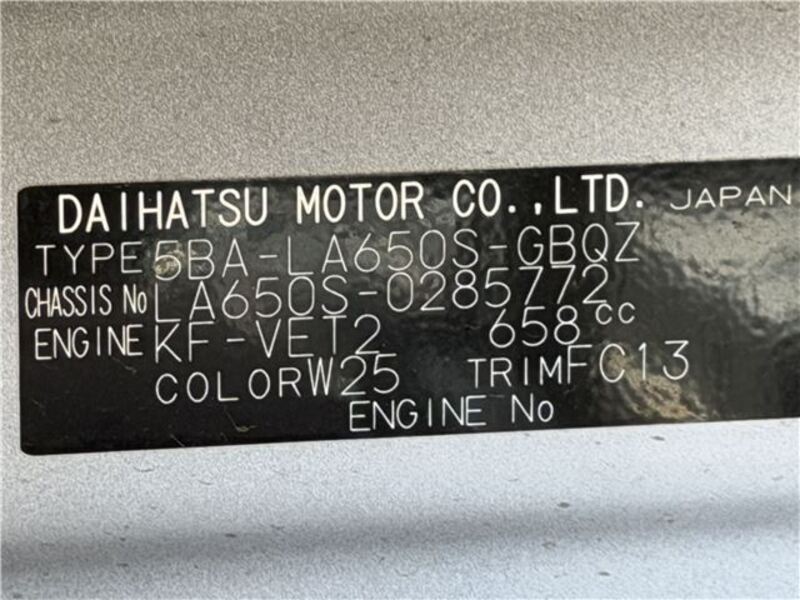 DAIHATSU MOTOR CO.,LTD. JAPAN
TYPE 5BA-LA650S-GBQZ
CHASSIS No LA650S-0285772
ENGINE KF-VET2 658cc
COLOR W25 TRIM FC13
ENGINE No